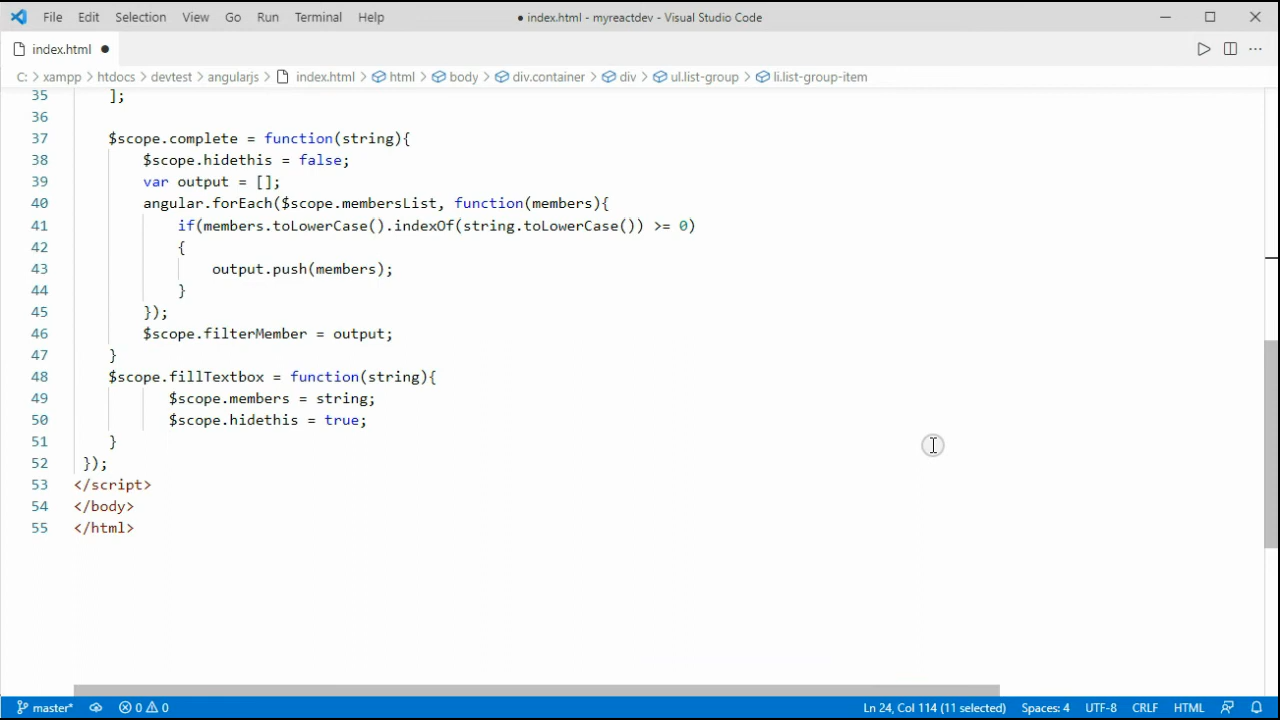 File Edit Selection View Go Run Terminal Help ● index.html - myreactdev - Visual Studio Code
index.html ●
C: > xampp > htdocs > devtest > angularjs > index.html > html > body > div.container > div > ul.list-group > li.list-group-item
35 ];
36
37 $scope.complete = function(string){
38 $scope.hidethis = false;
39 var output = [];
40 angular.forEach($scope.membersList, function(members){
41 if(members.toLowerCase().indexOf(string.toLowerCase()) >= 0)
42 {
43 output.push(members);
44 }
45 });
46 $scope.filterMember = output;
47 }
48 $scope.fillTextbox = function(string){
49 $scope.members = string;
50 $scope.hidethis = true;
51 }
52 });
53 </script>
54 </body>
55 </html>
master* 0 0 Ln 24, Col 114 (11 selected) Spaces: 4 UTF-8 CRLF HTML